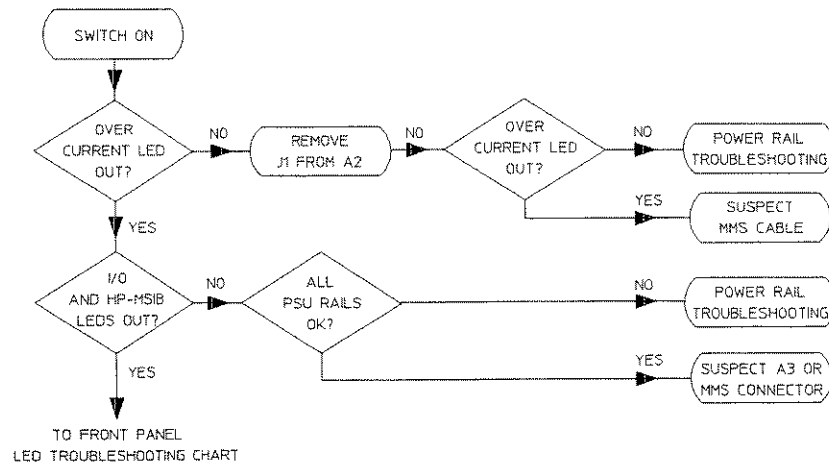 SWITCH ON
OVER
CURRENT LED
OUT?
NO
REMOVE
J1 FROM A2
NO
OVER
CURRENT LED
OUT?
NO
POWER RAIL
TROUBLESHOOTING
YES
SUSPECT
MMS CABLE
YES
I/O
AND HP-MSIB
LEDS OUT?
NO
ALL
PSU RAILS
OK?
NO
POWER RAIL
TROUBLESHOOTING
YES
SUSPECT A3 OR
MMS CONNECTOR
YES
TO FRONT PANEL
LED TROUBLESHOOTING CHART